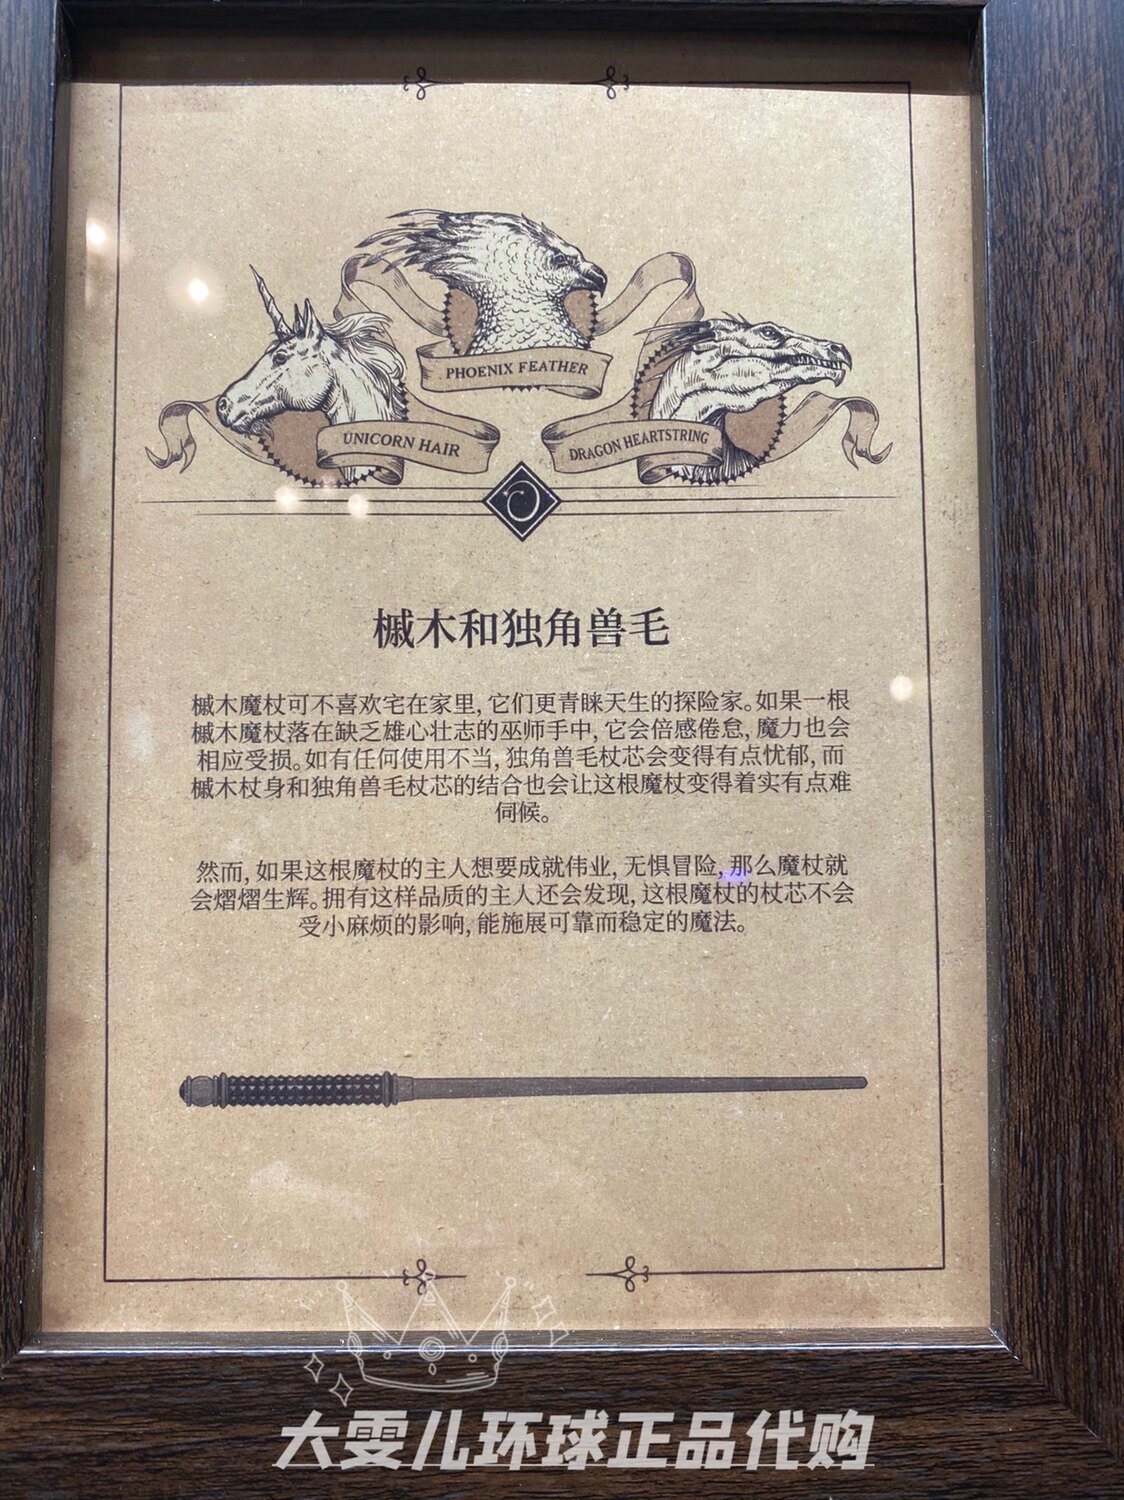 PHOENIX FEATHER
UNICORN HAIR
DRAGON HEARTSTRING
槭木和独角兽毛
槭木魔杖可不喜欢宅在家里，它们更青睐天生的探险家。如果一根
槭木魔杖落在缺乏雄心壮志的巫师手中，它会倍感倦怠，魔力也会
相应受损。如有任何使用不当，独角兽毛杖芯会变得有点忧郁，而
槭木杖身和独角兽毛杖芯的结合也会让这根魔杖变得着实有点难
伺候。
然而，如果这根魔杖的主人想要成就伟业，无惧冒险，那么魔杖就
会熠熠生辉。拥有这样品质的主人还会发现，这根魔杖的杖芯不会
受小麻烦的影响，能施展可靠而稳定的魔法。
大雯儿环球正品代购